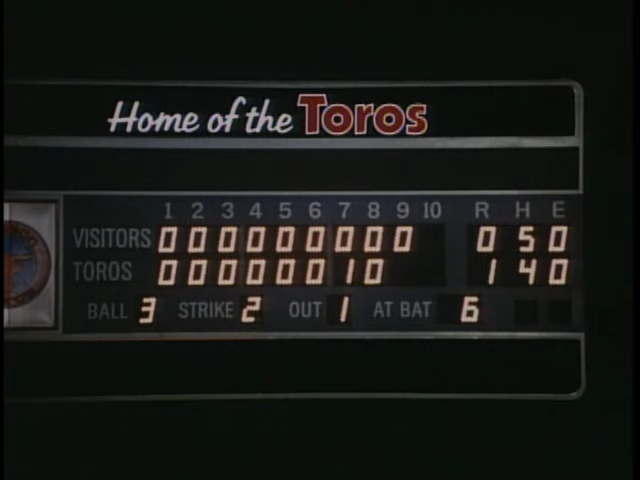 Home of the Toros
1 2 3 4 5 6 7 8 9 10 R H E
VISITORS 0 0 0 0 0 0 0 0 0 0 5 0
TOROS 0 0 0 0 0 0 1 0 1 4 0
BALL 3 STRIKE 2 OUT 1 AT BAT 6